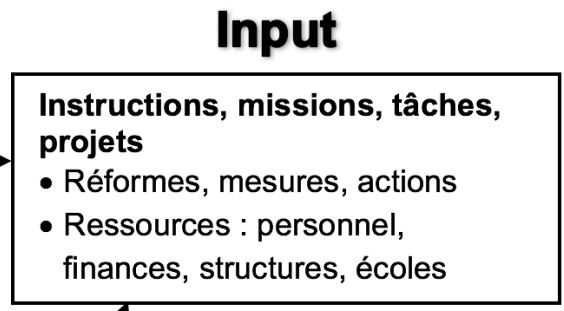 Input
Instructions, missions, tâches,
projets
• Réformes, mesures, actions
• Ressources : personnel,
finances, structures, écoles